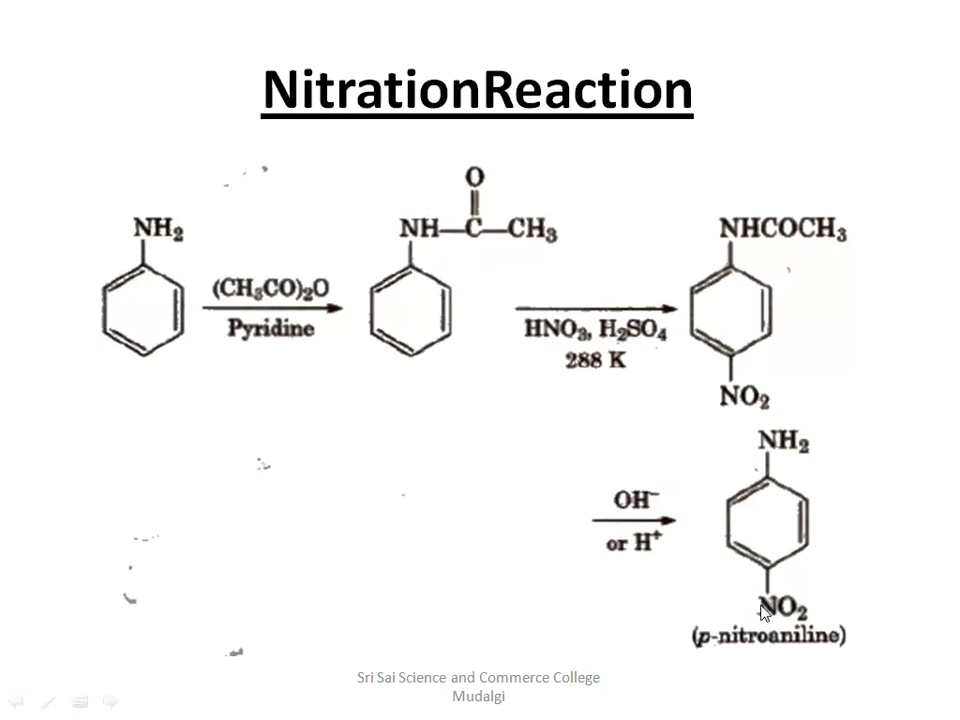 NitrationReaction
O
NH₂
NH—C—CH₃
NHCOCH₃
(CH₃CO)₂O
Pyridine
HNO₃, H₂SO₄
288 K
NO₂
NH₂
OH⁻
or H⁺
NO₂
(p-nitroaniline)
Sri Sai Science and Commerce College
Mudalgi